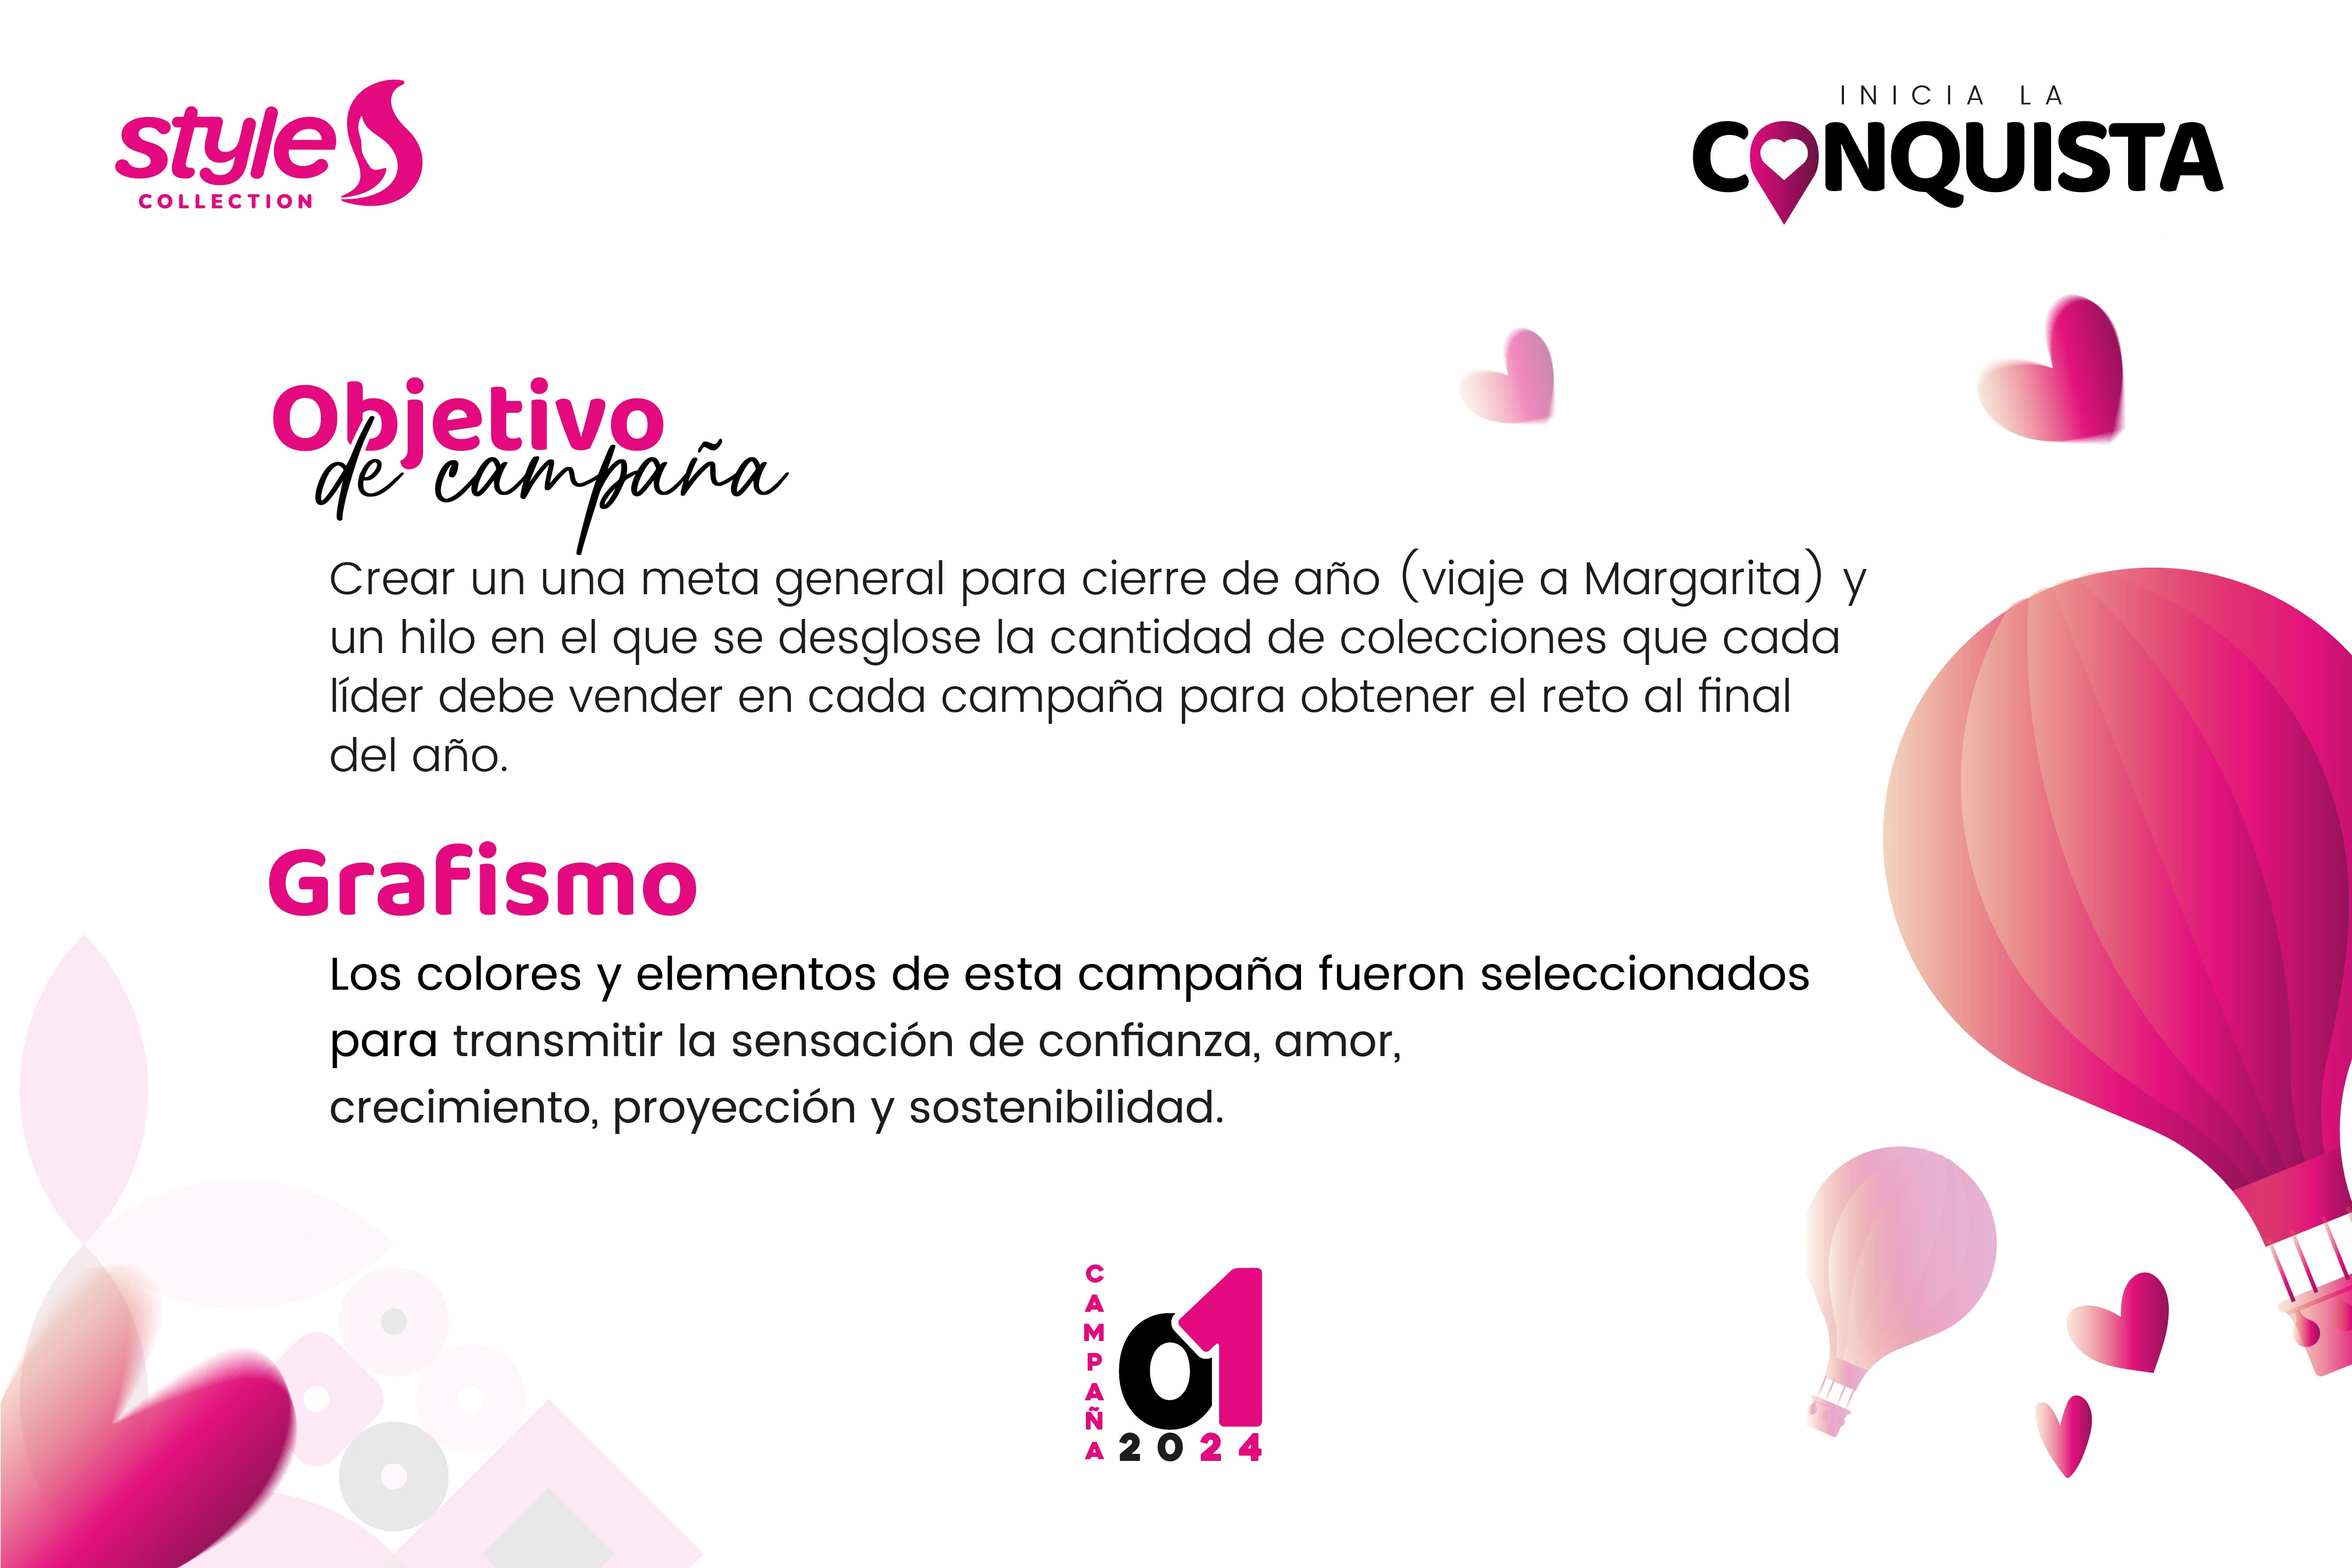 style
COLLECTION
INICIA LA
CONQUISTA
Objetivo
de campaña
Crear un una meta general para cierre de año (viaje a Margarita) y
un hilo en el que se desglose la cantidad de colecciones que cada
líder debe vender en cada campaña para obtener el reto al final
del año.
Grafismo
Los colores y elementos de esta campaña fueron seleccionados
para transmitir la sensación de confianza, amor,
crecimiento, proyección y sostenibilidad.
CAMPAÑA
01
2024